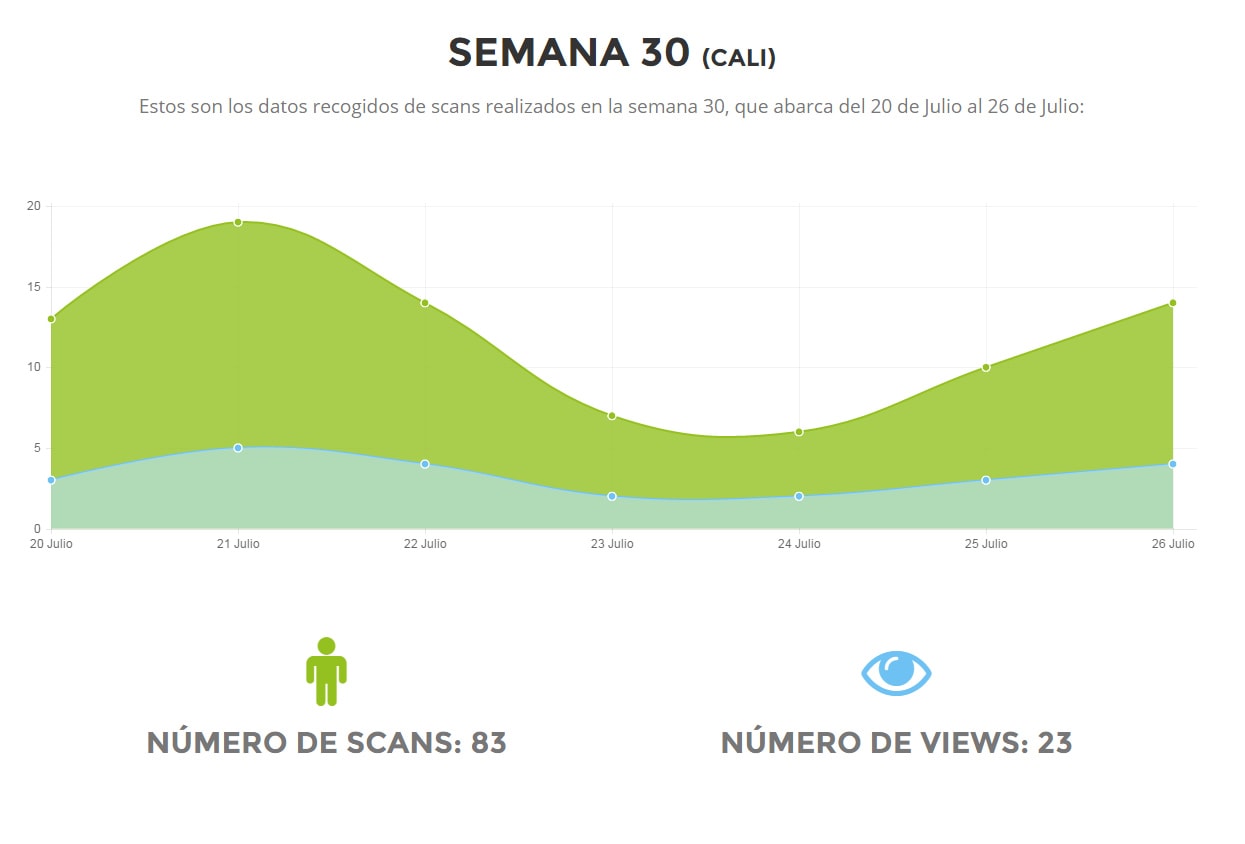 SEMANA 30 (CALI)
Estos son los datos recogidos de scans realizados en la semana 30, que abarca del 20 de Julio al 26 de Julio:
20
15
10
5
0
20 Julio 21 Julio 22 Julio 23 Julio 24 Julio 25 Julio 26 Julio
NÚMERO DE SCANS: 83 NÚMERO DE VIEWS: 23